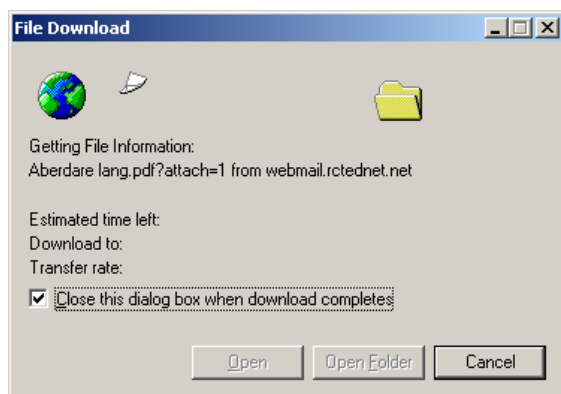 File Download
Getting File Information:
Aberdare lang.pdf?attach=1 from webmail.rctednet.net
Estimated time left:
Download to:
Transfer rate:
Close this dialog box when download completes
Open
Open Folder
Cancel